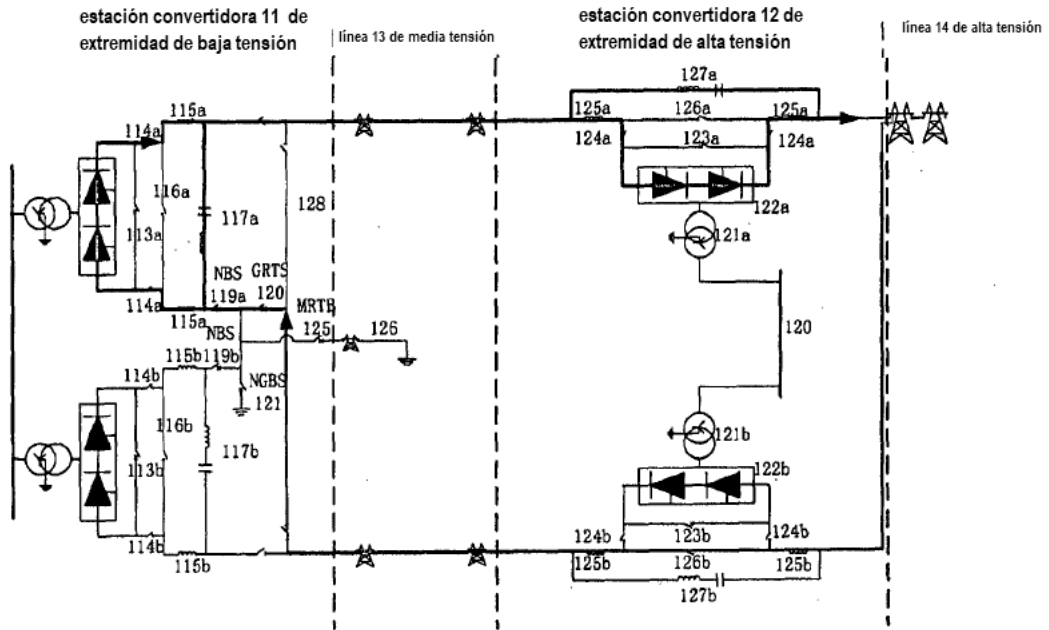 estación convertidora 11 de
extremidad de baja tensión
línea 13 de media tensión
estación convertidora 12 de
extremidad de alta tensión
línea 14 de alta tensión
127a
115a
125a
126a
125a
114a
124a
123a
124a
116a
117a
128
122a
113a
121a
NBS
GRTS
114a
119a
120
MRTB
115a
125
126
120
NBS
115b
119b
114b
NGBS
121
116b
121b
117b
122b
113b
124b
123b
124b
114b
115b
125b
126b
125b
127b